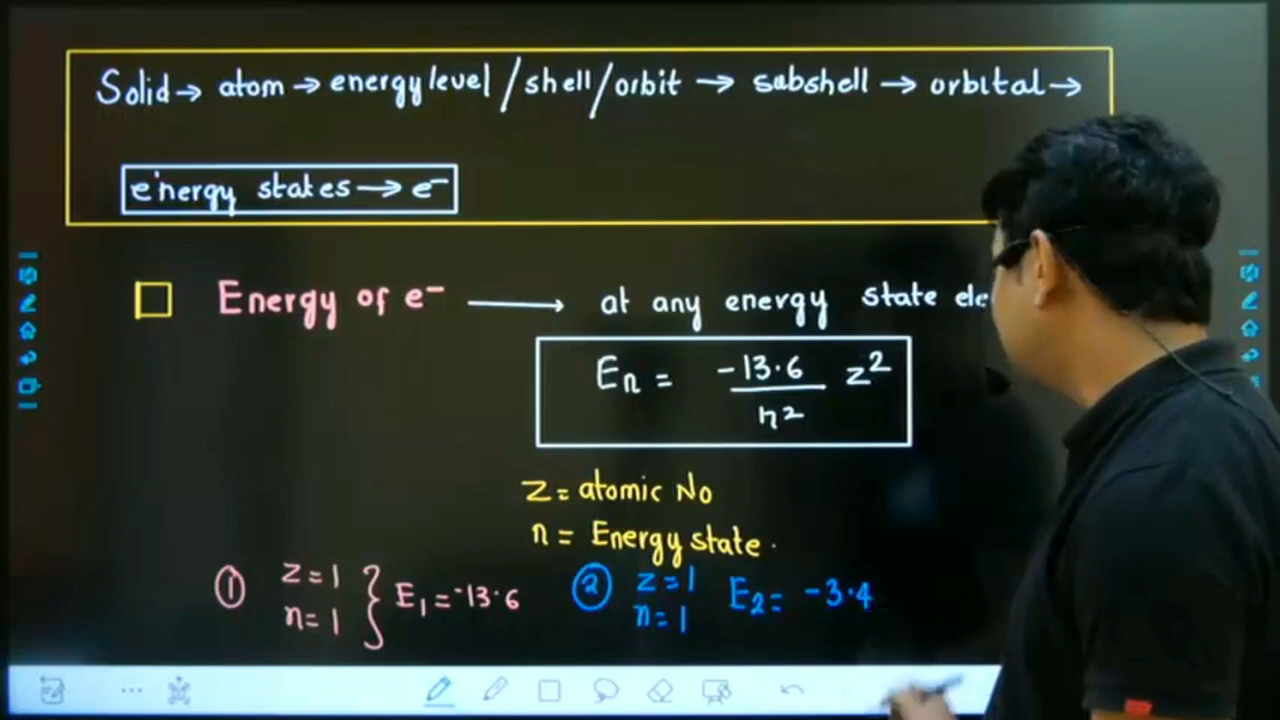 Solid → atom → energy level / shell / orbit → subshell → orbital →
energy states → e⁻
Energy of e⁻ → at any energy state
Eₙ = -13.6/n² z²
z = atomic No
n = Energy state.
① z = 1 n = 1 } E₁ = -13.6 ② z = 1 n = 1 E₂ = -3.4